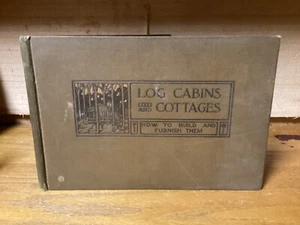 LOG CABINS
AND COTTAGES
HOW TO BUILD AND
FURNISH THEM